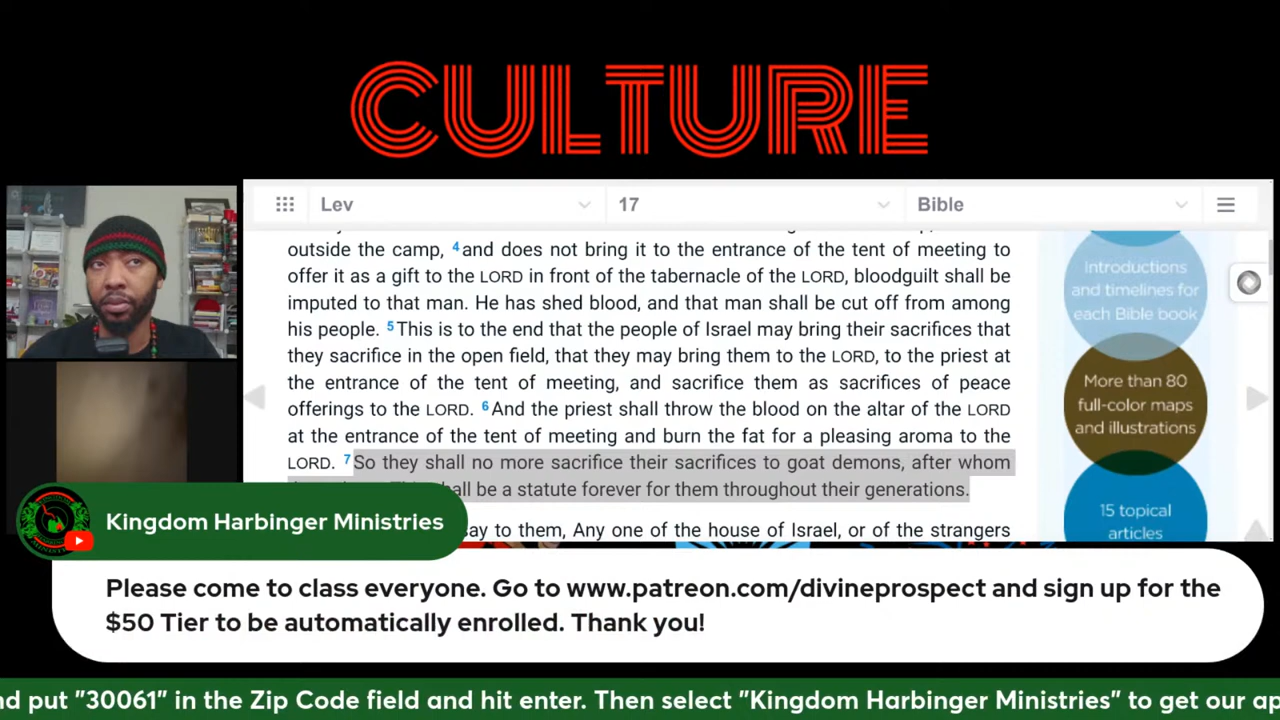 CULTURE
Lev 17 Bible
outside the camp, 4 and does not bring it to the entrance of the tent of meeting to
offer it as a gift to the LORD in front of the tabernacle of the LORD, bloodguilt shall be
imputed to that man. He has shed blood, and that man shall be cut off from among
his people. 5 This is to the end that the people of Israel may bring their sacrifices that
they sacrifice in the open field, that they may bring them to the LORD, to the priest at
the entrance of the tent of meeting, and sacrifice them as sacrifices of peace
offerings to the LORD. 6 And the priest shall throw the blood on the altar of the LORD
at the entrance of the tent of meeting and burn the fat for a pleasing aroma to the
LORD. 7 So they shall no more sacrifice their sacrifices to goat demons, after whom
shall be a statute forever for them throughout their generations.
say to them, Any one of the house of Israel, or of the strangers
Introductions
and timelines for
each Bible book
More than 80
full-color maps
and illustrations
15 topical
articles
Kingdom Harbinger Ministries
Please come to class everyone. Go to www.patreon.com/divineprospect and sign up for the
$50 Tier to be automatically enrolled. Thank you!
nd put "30061" in the Zip Code field and hit enter. Then select "Kingdom Harbinger Ministries" to get our ap